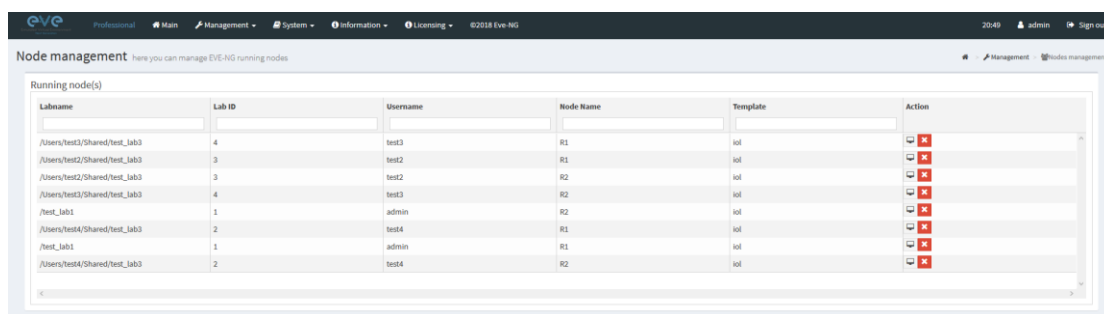 eve Professional Main Management System Information Licensing ©2018 Eve-NG 20:49 admin Sign ou
Node management here you can manage EVE-NG running nodes Management Nodes managemen
Running node(s)
Labname Lab ID Username Node Name Template Action
/Users/test3/Shared/test_lab3 4 test3 R1 iol
/Users/test2/Shared/test_lab3 3 test2 R1 iol
/Users/test2/Shared/test_lab3 3 test2 R2 iol
/Users/test3/Shared/test_lab3 4 test3 R2 iol
/test_lab1 1 admin R2 iol
/Users/test4/Shared/test_lab3 2 test4 R1 iol
/test_lab1 1 admin R1 iol
/Users/test4/Shared/test_lab3 2 test4 R2 iol